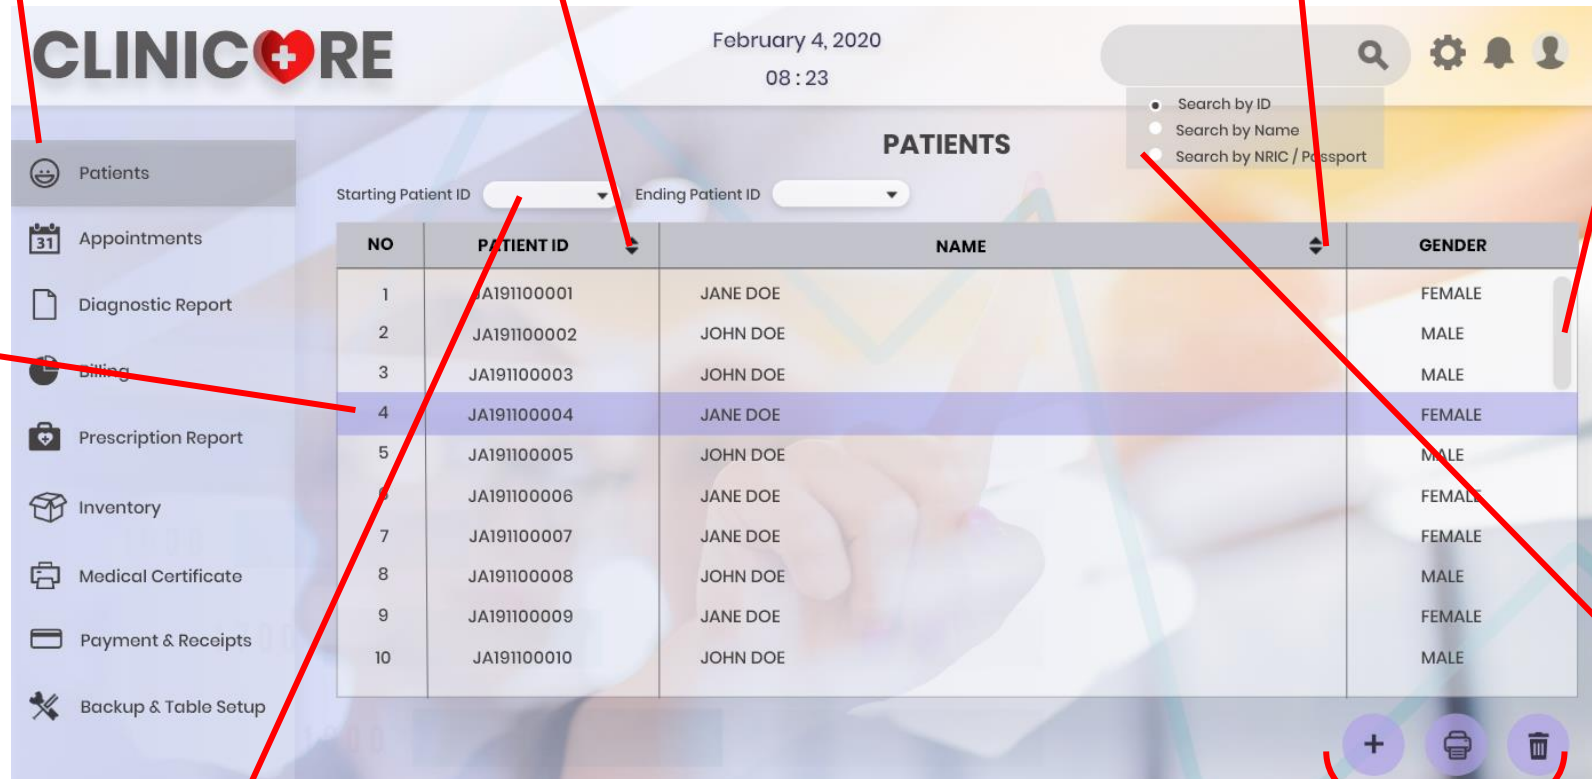 CLINICORE
February 4, 2020
08 : 23
Search by ID
Search by Name
Search by NRIC / Passport
PATIENTS
Patients
Appointments
Diagnostic Report
Billing
Prescription Report
Inventory
Medical Certificate
Payment & Receipts
Backup & Table Setup
31
Starting Patient ID Ending Patient ID
NO PATIENT ID NAME GENDER
1 JA191100001 JANE DOE FEMALE
2 JA191100002 JOHN DOE MALE
3 JA191100003 JOHN DOE MALE
4 JA191100004 JANE DOE FEMALE
5 JA191100005 JOHN DOE MALE
6 JA191100006 JANE DOE FEMALE
7 JA191100007 JANE DOE FEMALE
8 JA191100008 JOHN DOE MALE
9 JA191100009 JANE DOE FEMALE
10 JA191100010 JOHN DOE MALE